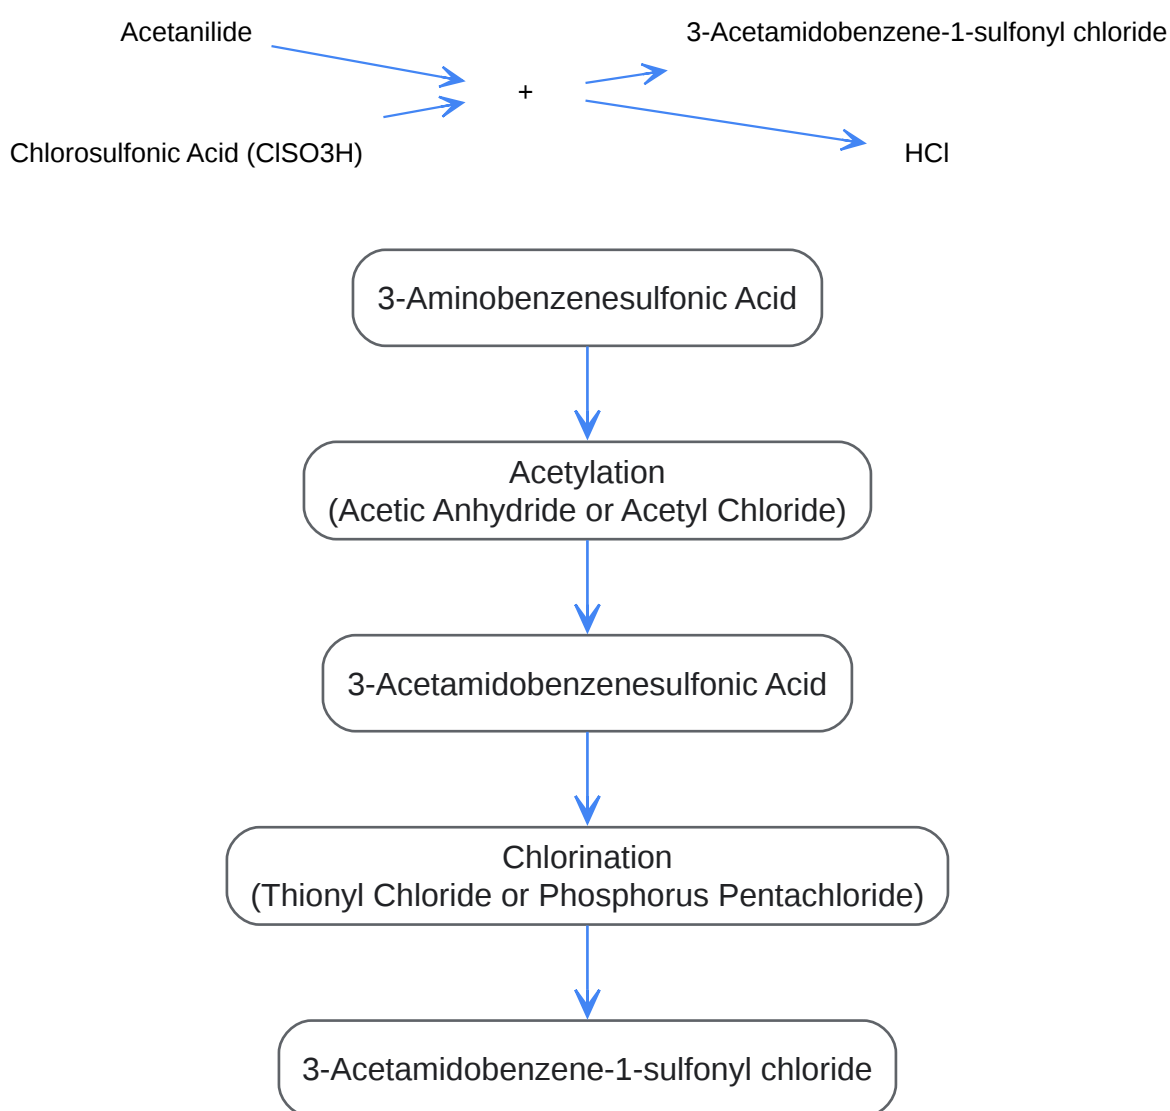 Acetanilide
3-Acetamidobenzene-1-sulfonyl chloride
+
Chlorosulfonic Acid (ClSO3H)
HCl
3-Aminobenzenesulfonic Acid
Acetylation
(Acetic Anhydride or Acetyl Chloride)
3-Acetamidobenzenesulfonic Acid
Chlorination
(Thionyl Chloride or Phosphorus Pentachloride)
3-Acetamidobenzene-1-sulfonyl chloride